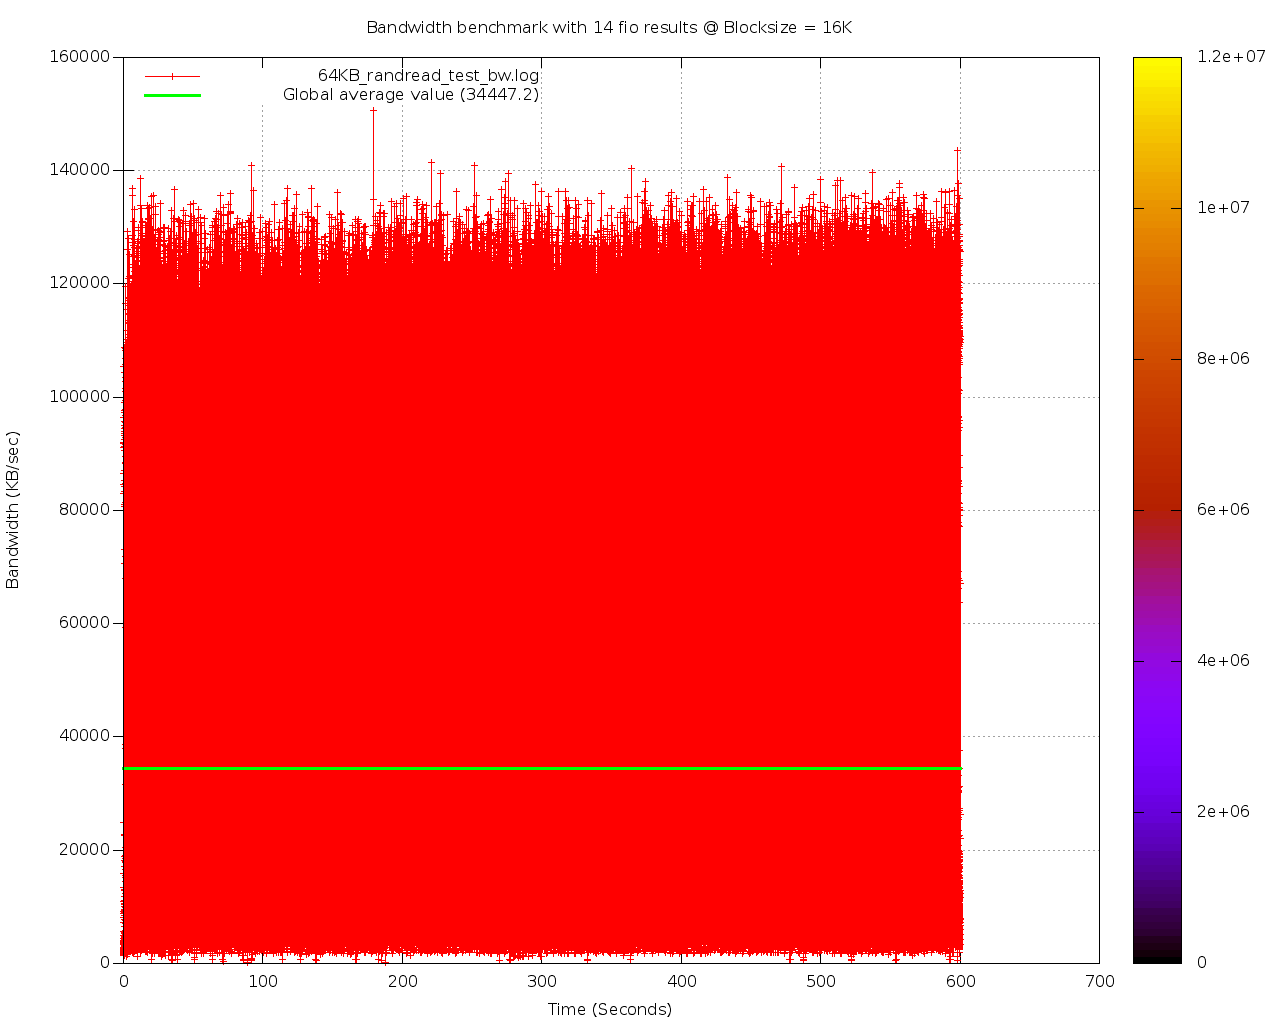 Bandwidth benchmark with 14 fio results @ Blocksize = 16K
64KB_randread_test_bw.log
Global average value (34447.2)
160000
140000
120000
100000
80000
60000
40000
20000
0
Bandwidth (KB/sec)
0 100 200 300 400 500 600 700
Time (Seconds)
1.2e+07
1e+07
8e+06
6e+06
4e+06
2e+06
0